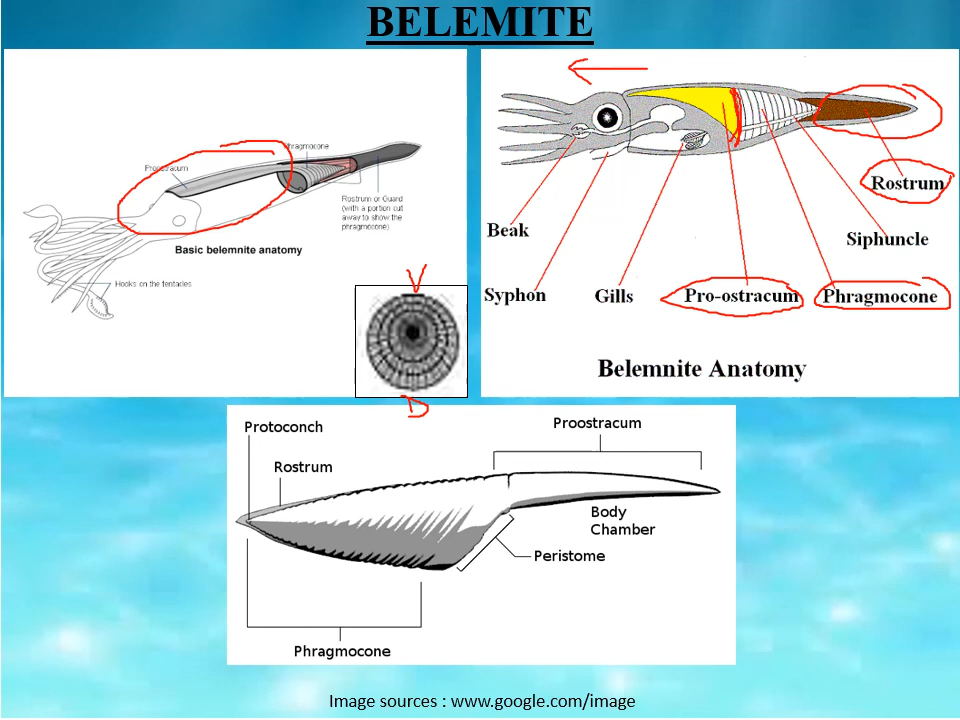 BELEMITE
Phragmocone
Proostracum
Rostrum or Guard
(with a portion cut
away to show the
phragmocone)
Basic belemnite anatomy
Hooks on the tentacles
V
D
Rostrum
Beak
Siphuncle
Syphon
Gills
Pro-ostracum
Phragmocone
Belemnite Anatomy
Proostracum
Protoconch
Rostrum
Body
Chamber
Peristome
Phragmocone
Image sources : www.google.com/image